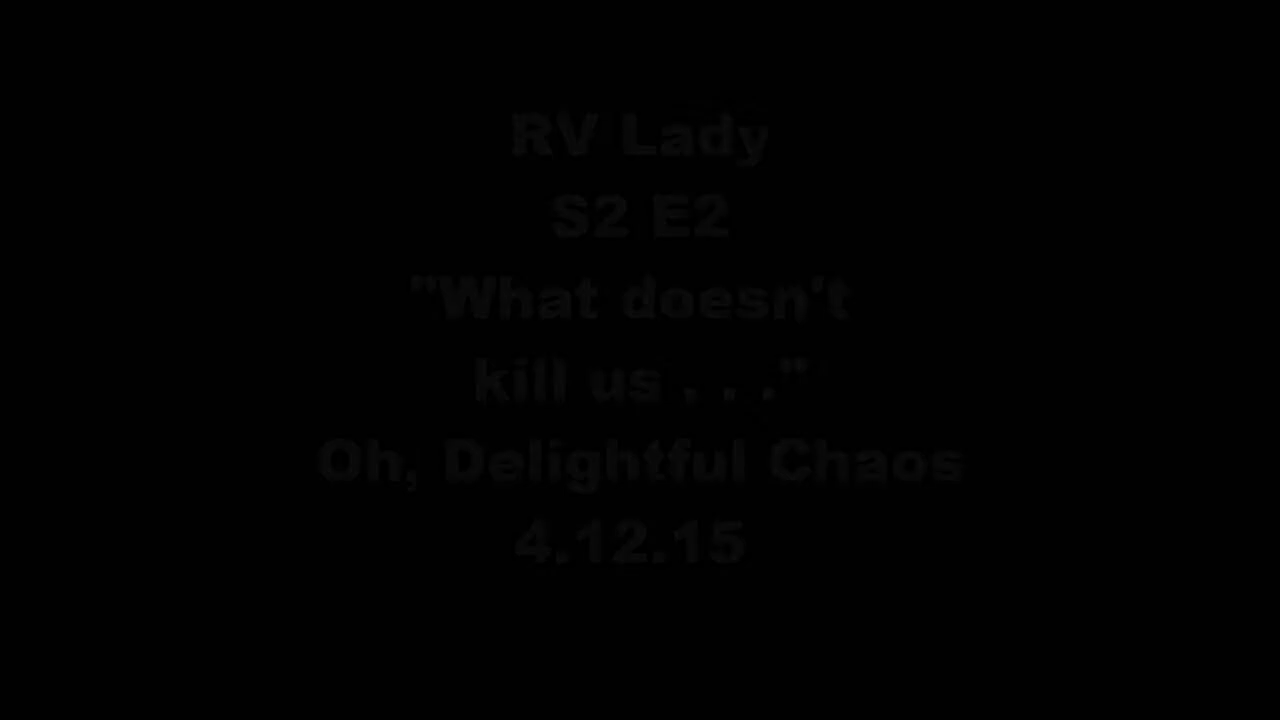 RV Lady
S2 E2
"What doesn't
kill us . . ."
Oh, Delightful Chaos
4.12.15